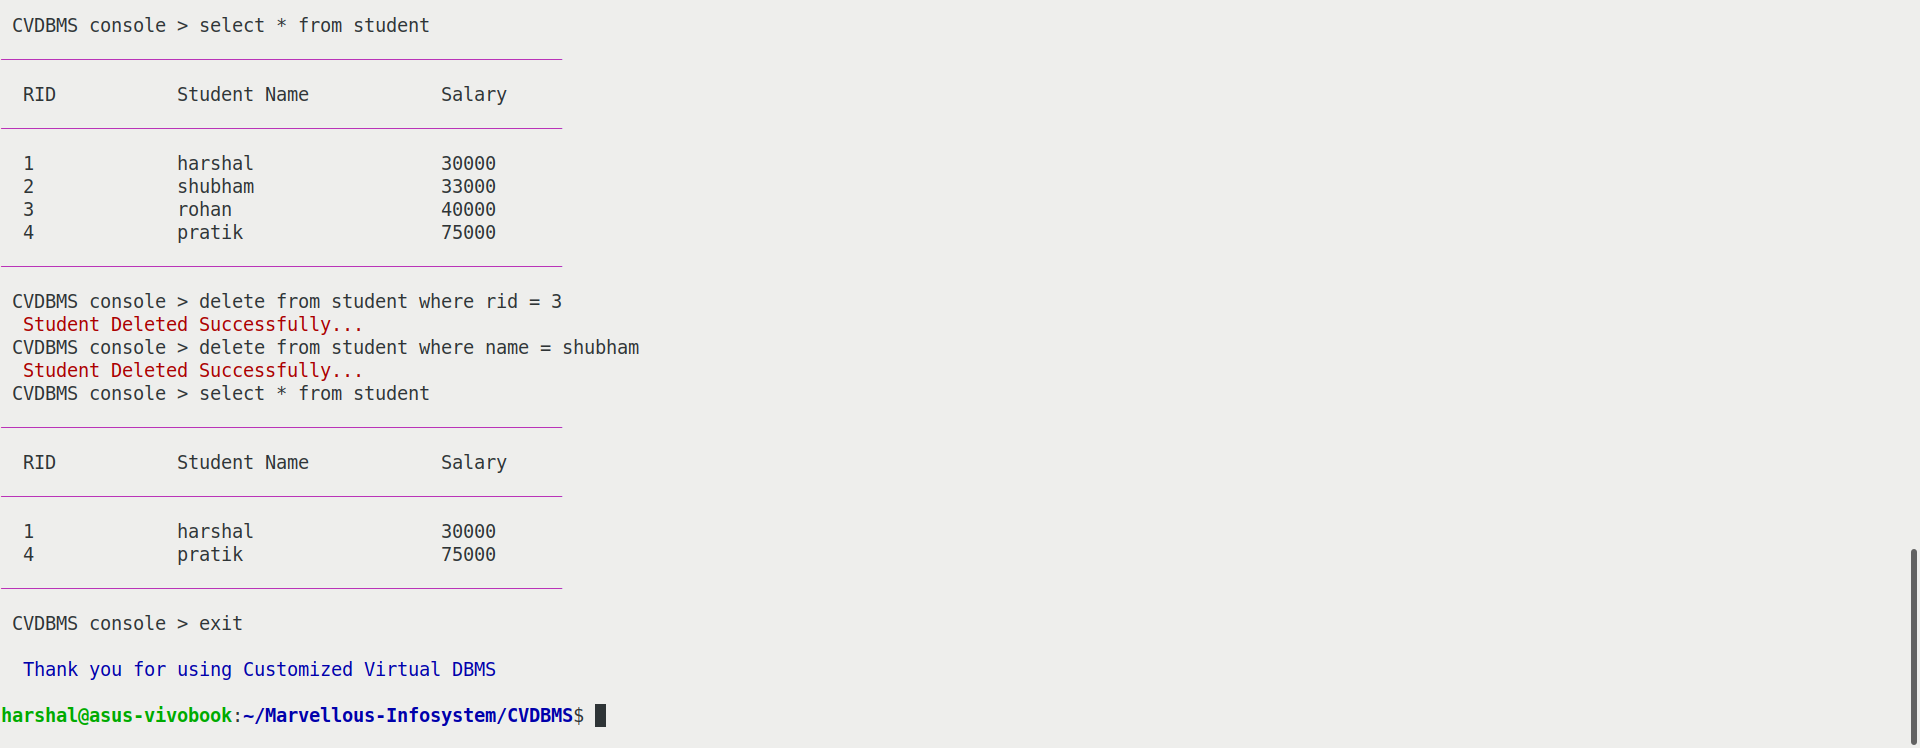 CVDBMS console > select * from student
RID Student Name Salary
1 harshal 30000
2 shubham 33000
3 rohan 40000
4 pratik 75000
CVDBMS console > delete from student where rid = 3
Student Deleted Successfully...
CVDBMS console > delete from student where name = shubham
Student Deleted Successfully...
CVDBMS console > select * from student
RID Student Name Salary
1 harshal 30000
4 pratik 75000
CVDBMS console > exit
Thank you for using Customized Virtual DBMS
harshal@asus-vivobook:~/Marvellous-Infosystem/CVDBMS$